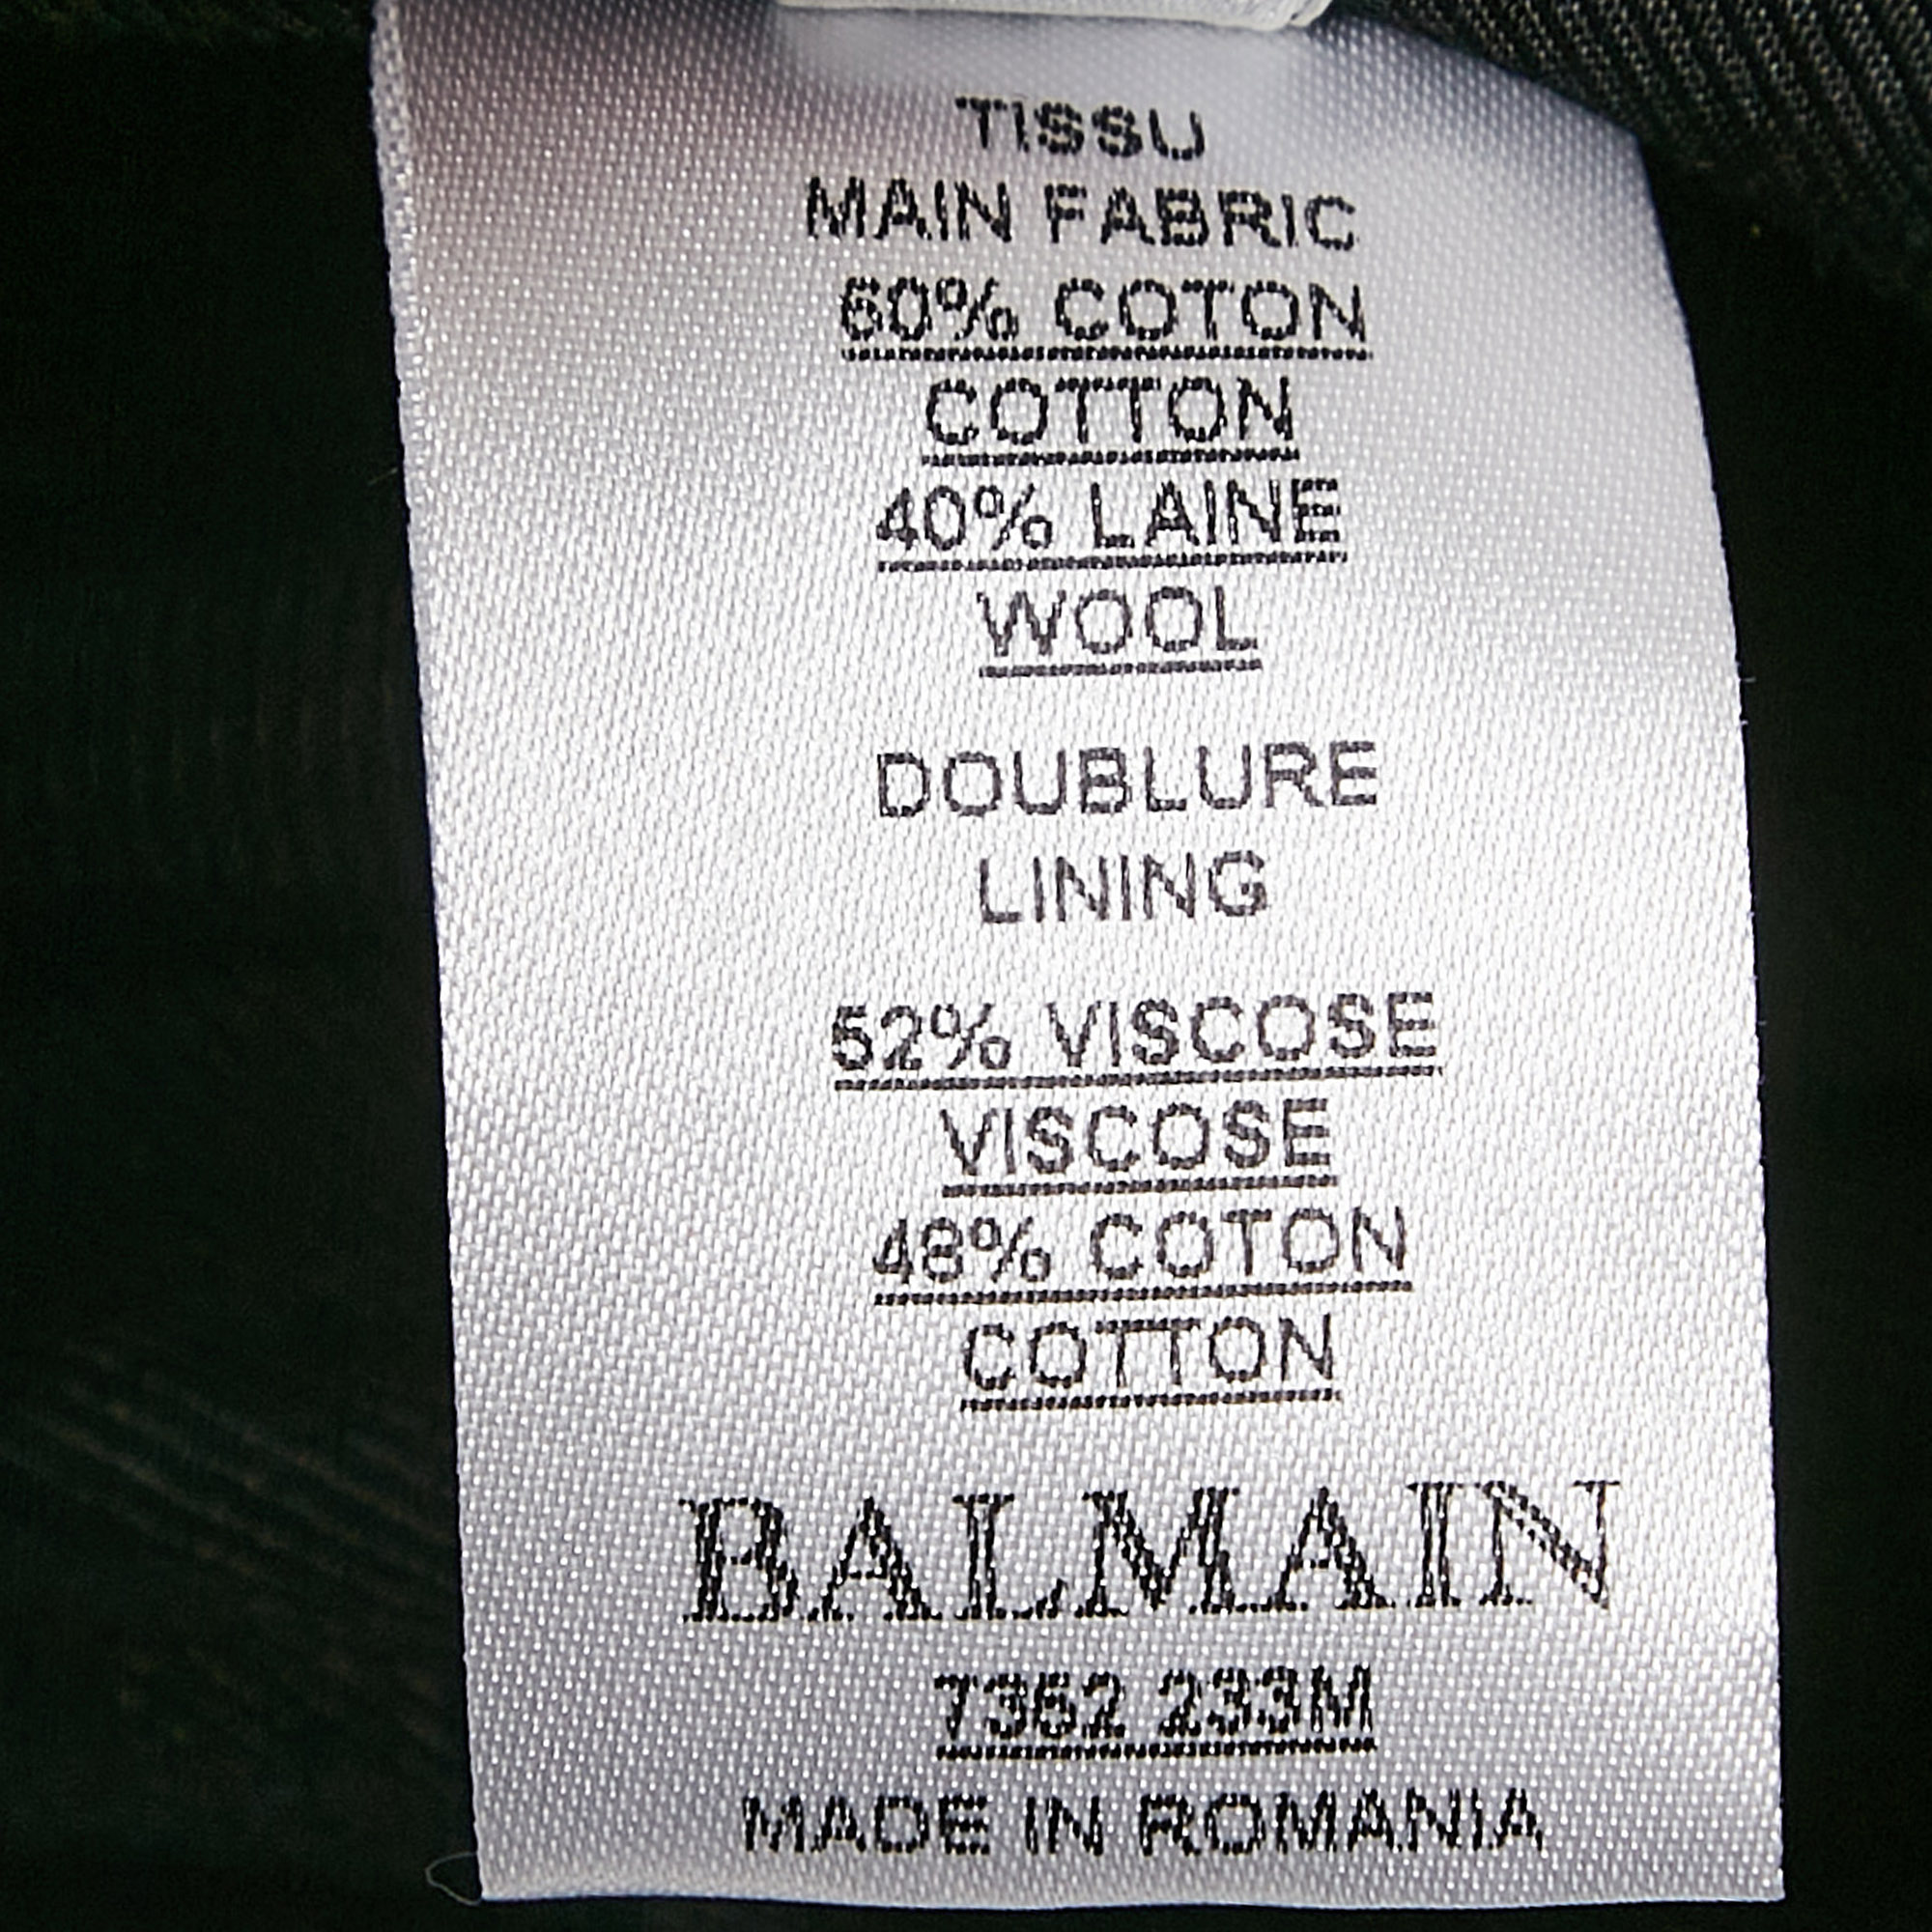 TISSU
MAIN FABRIC
60% COTON
COTTON
40% LAINE
WOOL
DOUBLURE
LINING
52% VISCOSE
VISCOSE
48% COTON
COTTON
BALMAIN
7362 233M
MADE IN ROMANIA